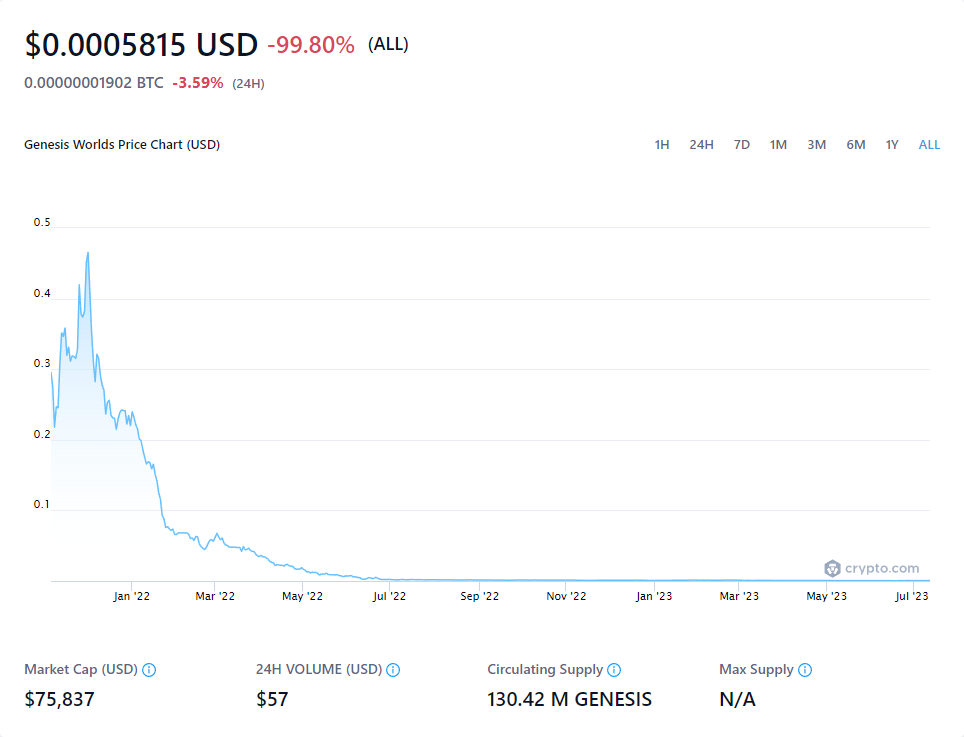 $0.0005815 USD -99.80% (ALL)
0.00000001902 BTC -3.59% (24H)
Genesis Worlds Price Chart (USD) 1H 24H 7D 1M 3M 6M 1Y ALL
0.5
0.4
0.3
0.2
0.1
crypto.com
Jan '22 Mar '22 May '22 Jul '22 Sep '22 Nov '22 Jan '23 Mar '23 May '23 Jul '23
Market Cap (USD) 24H VOLUME (USD) Circulating Supply Max Supply
$75,837 $57 130.42 M GENESIS N/A